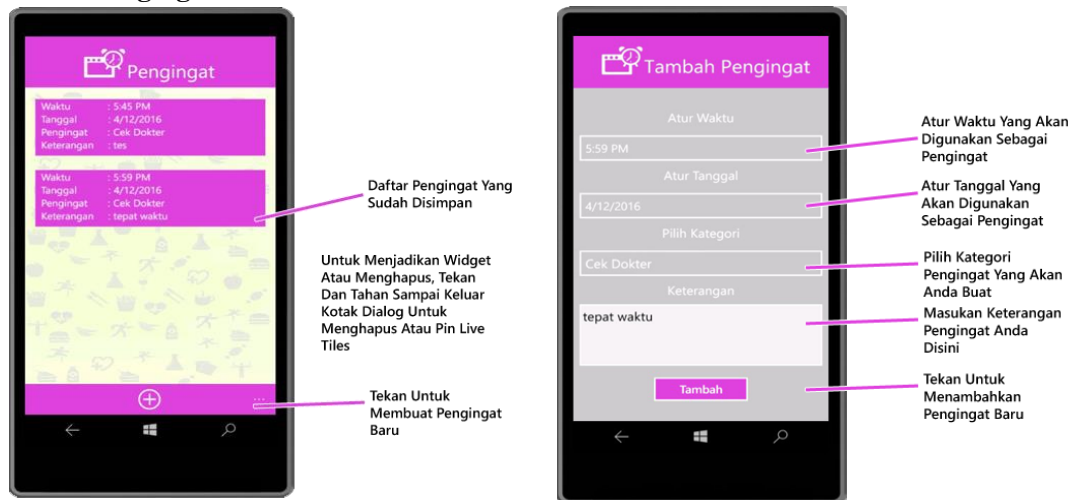 Pengingat
Waktu : 5:45 PM
Tanggal : 4/12/2016
Pengingat : Cek Dokter
Keterangan : tes
Waktu : 5:59 PM
Tanggal : 4/12/2016
Pengingat : Cek Dokter
Keterangan : tepat waktu
...
Daftar Pengingat Yang
Sudah Disimpan
Untuk Menjadikan Widget
Atau Menghapus, Tekan
Dan Tahan Sampai Keluar
Kotak Dialog Untuk
Menghapus Atau Pin Live
Tiles
Tekan Untuk
Membuat Pengingat
Baru
Tambah Pengingat
Atur Waktu
5:59 PM
Atur Tanggal
4/12/2016
Pilih Kategori
Cek Dokter
Keterangan
tepat waktu
Tambah
Atur Waktu Yang Akan
Digunakan Sebagai
Pengingat
Atur Tanggal Yang
Akan Digunakan
Sebagai Pengingat
Pilih Kategori
Pengingat Yang Akan
Anda Buat
Masukan Keterangan
Pengingat Anda
Disini
Tekan Untuk
Menambahkan
Pengingat Baru